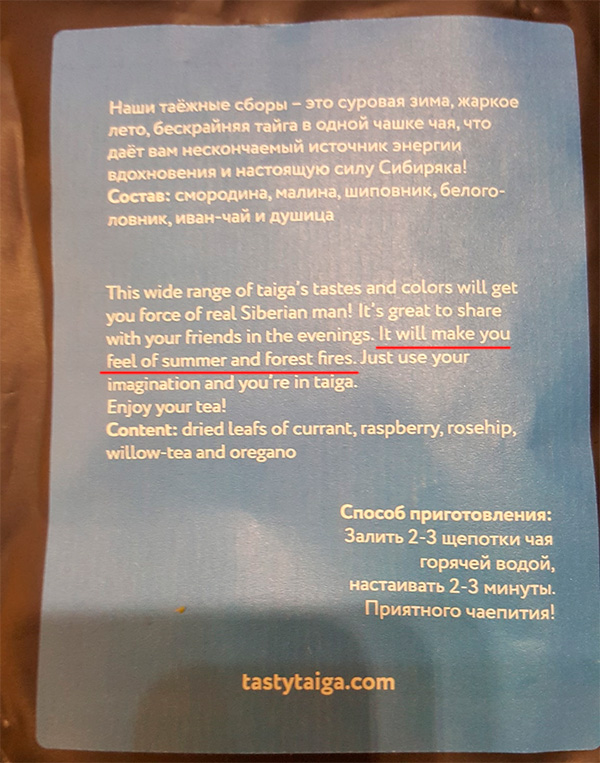 Наши таёжные сборы – это суровая зима, жаркое
лето, бескрайняя тайга в одной чашке чая, что
даёт вам нескончаемый источник энергии
вдохновения и настоящую силу Сибиряка!
Состав: смородина, малина, шиповник, белого-
ловник, иван-чай и душица
This wide range of taiga's tastes and colors will get
you force of real Siberian man! It's great to share
with your friends in the evenings. It will make you
feel of summer and forest fires. Just use your
imagination and you're in taiga.
Enjoy your tea!
Content: dried leafs of currant, raspberry, rosehip,
willow-tea and oregano
Способ приготовления:
Залить 2-3 щепотки чая
горячей водой,
настаивать 2-3 минуты.
Приятного чаепития!
tastytaiga.com